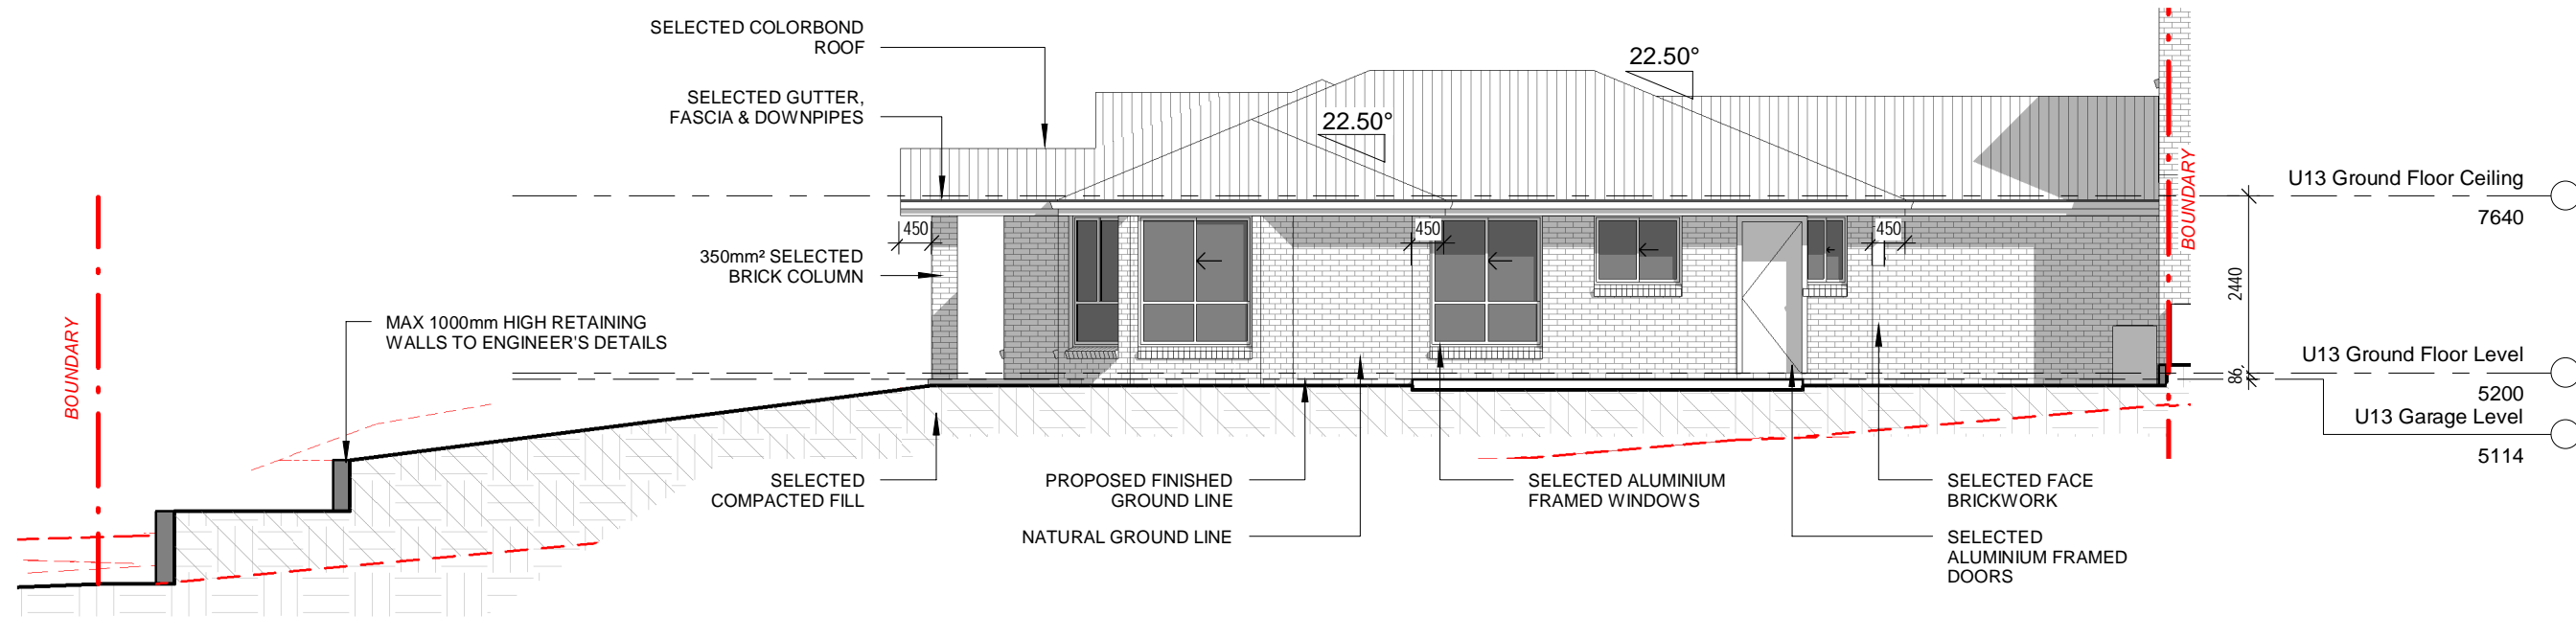 SELECTED COLORBOND
ROOF
SELECTED GUTTER,
FASCIA & DOWNPIPES
350mm² SELECTED
BRICK COLUMN
MAX 1000mm HIGH RETAINING
WALLS TO ENGINEER'S DETAILS
BOUNDARY
22.50°
22.50°
450
450
450
BOUNDARY
U13 Ground Floor Ceiling
7640
2440
U13 Ground Floor Level
5200
86
U13 Garage Level
5114
SELECTED
COMPACTED FILL
PROPOSED FINISHED
GROUND LINE
NATURAL GROUND LINE
SELECTED ALUMINIUM
FRAMED WINDOWS
SELECTED FACE
BRICKWORK
SELECTED
ALUMINIUM FRAMED
DOORS